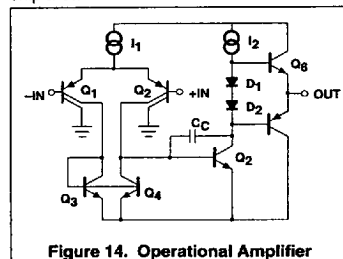 I1
I2
Q6
Q1
Q2
–IN
+IN
D1
D2
OUT
CC
Q2
Q3
Q4
Figure 14. Operational Amplifier